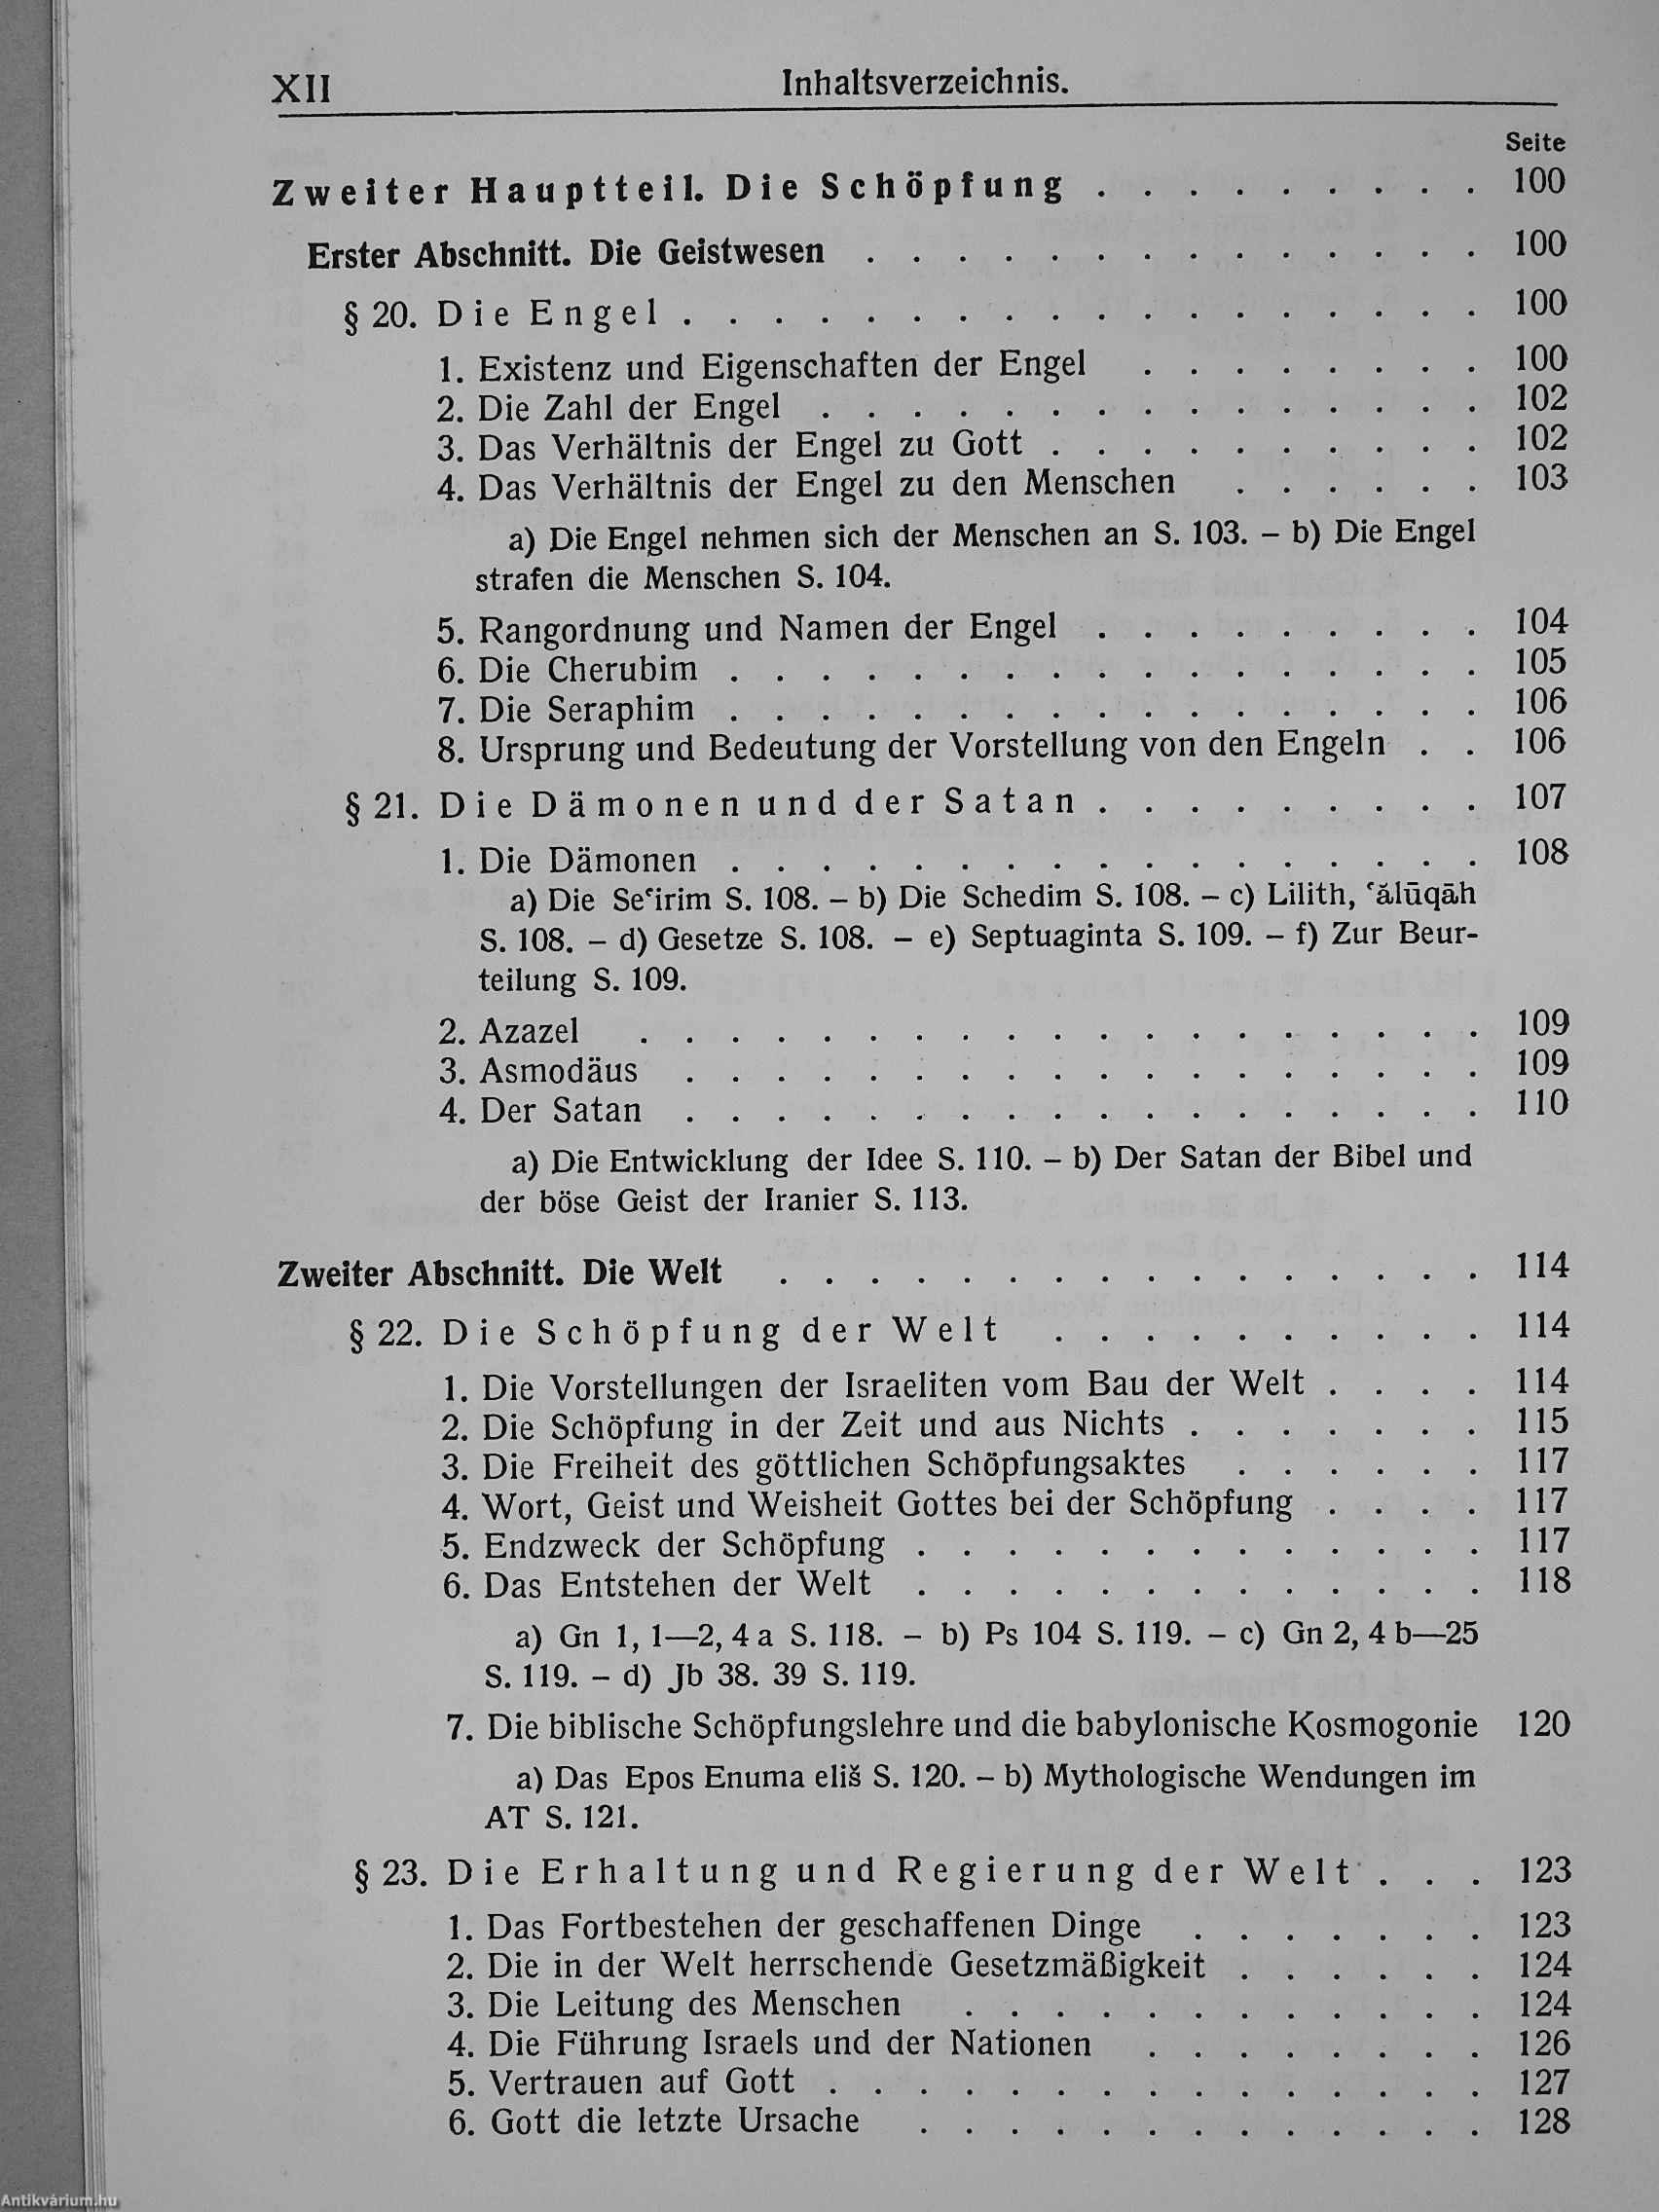 XII Inhaltsverzeichnis.
Seite
Zweiter Hauptteil. Die Schöpfung . . . . . . . . . 100
Erster Abschnitt. Die Geistwesen . . . . . . . . . . . . . . 100
§ 20. Die Engel . . . . . . . . . . . . . . . . . . 100
1. Existenz und Eigenschaften der Engel . . . . . . . . 100
2. Die Zahl der Engel . . . . . . . . . . . . . . . 102
3. Das Verhältnis der Engel zu Gott . . . . . . . . . . 102
4. Das Verhältnis der Engel zu den Menschen . . . . . . 103
a) Die Engel nehmen sich der Menschen an S. 103. – b) Die Engel
strafen die Menschen S. 104.
5. Rangordnung und Namen der Engel . . . . . . . . . 104
6. Die Cherubim . . . . . . . . . . . . . . . . . 105
7. Die Seraphim . . . . . . . . . . . . . . . . . 106
8. Ursprung und Bedeutung der Vorstellung von den Engeln . . 106
§ 21. Die Dämonen und der Satan . . . . . . . . . 107
1. Die Dämonen . . . . . . . . . . . . . . . . . 108
a) Die Seʿirim S. 108. – b) Die Schedim S. 108. – c) Lilith, ʿălūqāh
S. 108. – d) Gesetze S. 108. – e) Septuaginta S. 109. – f) Zur Beur-
teilung S. 109.
2. Azazel . . . . . . . . . . . . . . . . . . . 109
3. Asmodäus . . . . . . . . . . . . . . . . . . 109
4. Der Satan . . . . . . . . . . . . . . . . . . 110
a) Die Entwicklung der Idee S. 110. – b) Der Satan der Bibel und
der böse Geist der Iranier S. 113.
Zweiter Abschnitt. Die Welt . . . . . . . . . . . . . . . . 114
§ 22. Die Schöpfung der Welt . . . . . . . . . . 114
1. Die Vorstellungen der Israeliten vom Bau der Welt . . . . 114
2. Die Schöpfung in der Zeit und aus Nichts . . . . . . . 115
3. Die Freiheit des göttlichen Schöpfungsaktes . . . . . . 117
4. Wort, Geist und Weisheit Gottes bei der Schöpfung . . . . 117
5. Endzweck der Schöpfung . . . . . . . . . . . . . 117
6. Das Entstehen der Welt . . . . . . . . . . . . . 118
a) Gn 1, 1—2, 4 a S. 118. – b) Ps 104 S. 119. – c) Gn 2, 4 b—25
S. 119. – d) Jb 38. 39 S. 119.
7. Die biblische Schöpfungslehre und die babylonische Kosmogonie 120
a) Das Epos Enuma eliš S. 120. – b) Mythologische Wendungen im
AT S. 121.
§ 23. Die Erhaltung und Regierung der Welt . . . 123
1. Das Fortbestehen der geschaffenen Dinge . . . . . . . 123
2. Die in der Welt herrschende Gesetzmäßigkeit . . . . . . 124
3. Die Leitung des Menschen . . . . . . . . . . . . 124
4. Die Führung Israels und der Nationen . . . . . . . . 126
5. Vertrauen auf Gott . . . . . . . . . . . . . . . 127
6. Gott die letzte Ursache . . . . . . . . . . . . . 128
Antikvárium.hu